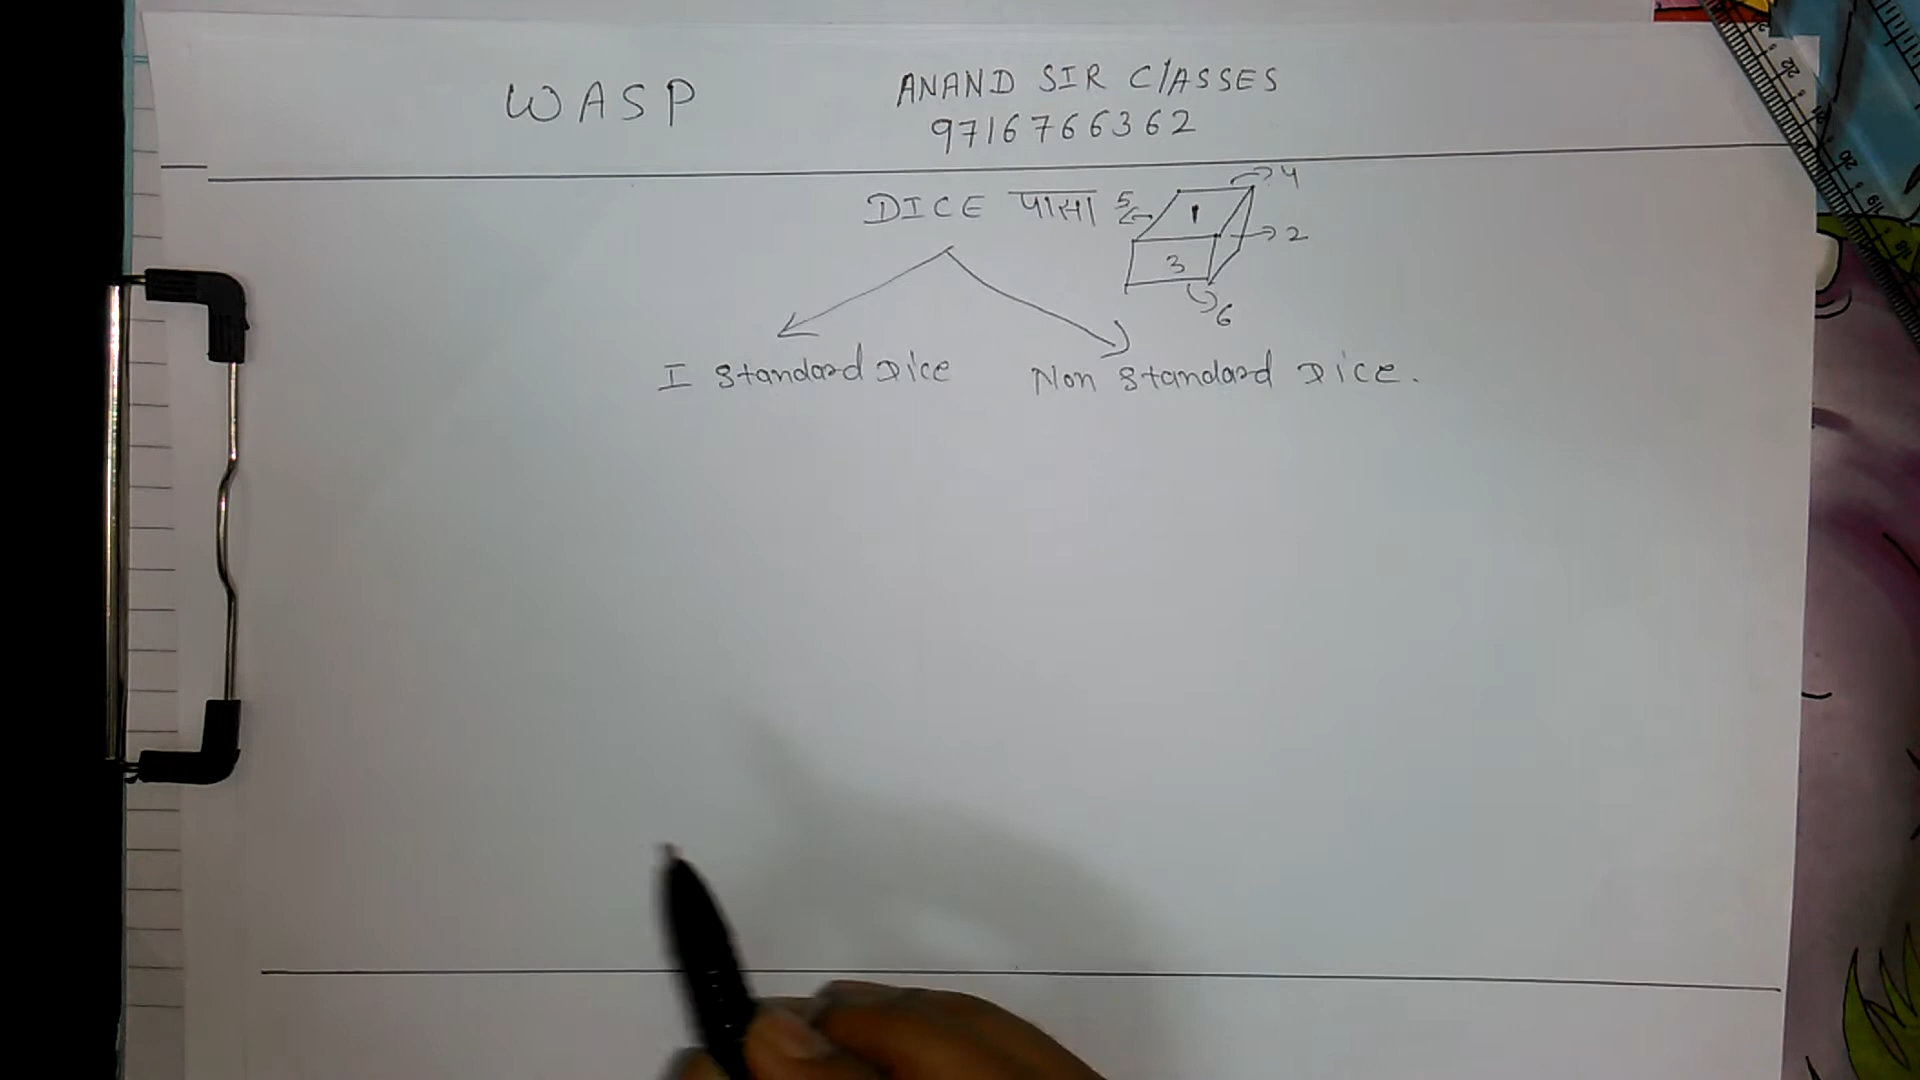 WASP
ANAND SIR ClASSES
9716766362
DICE पासा
5 1 4
2
3
6
I Standard Dice Non Standard Dice.